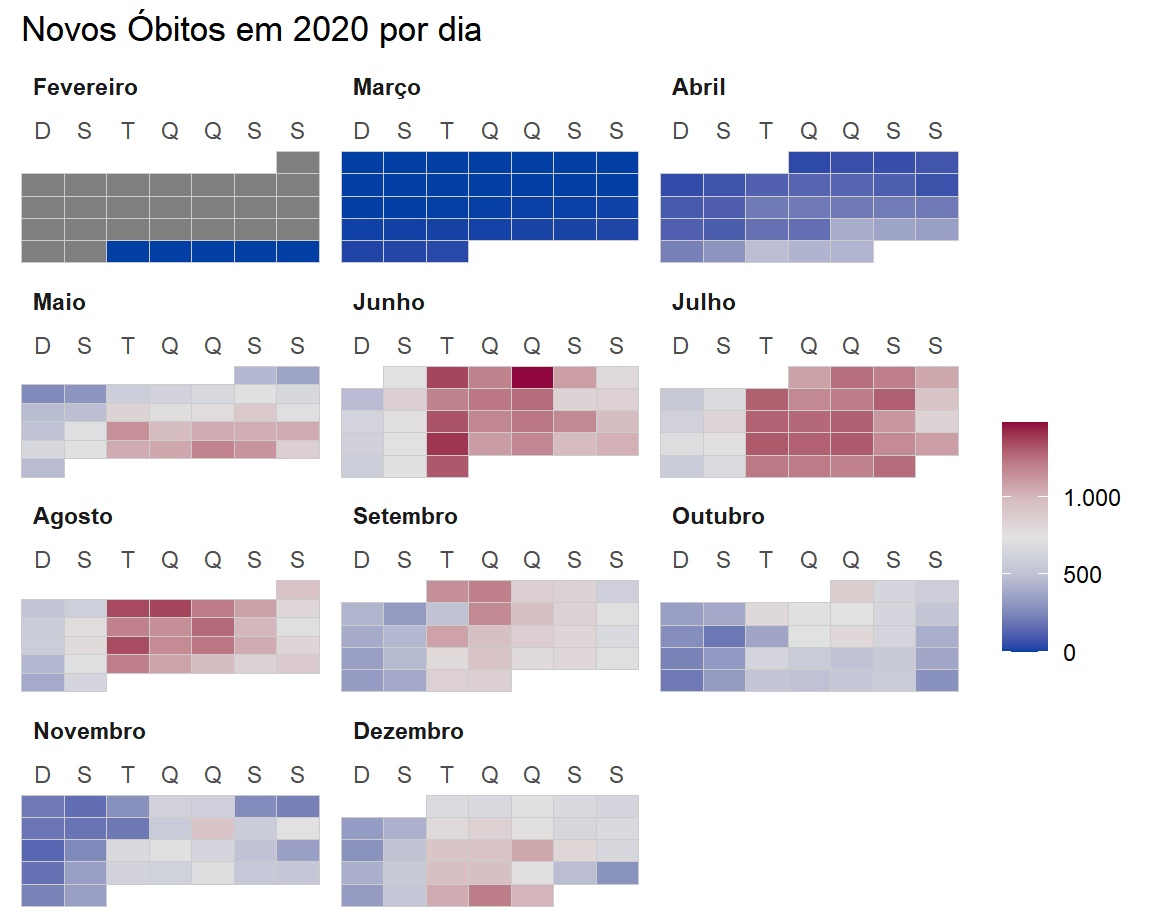 Novos Óbitos em 2020 por dia
Fevereiro Março Abril
D S T Q Q S S D S T Q Q S S D S T Q Q S S
Maio Junho Julho
D S T Q Q S S D S T Q Q S S D S T Q Q S S
1.000
500
0
Agosto Setembro Outubro
D S T Q Q S S D S T Q Q S S D S T Q Q S S
Novembro Dezembro
D S T Q Q S S D S T Q Q S S